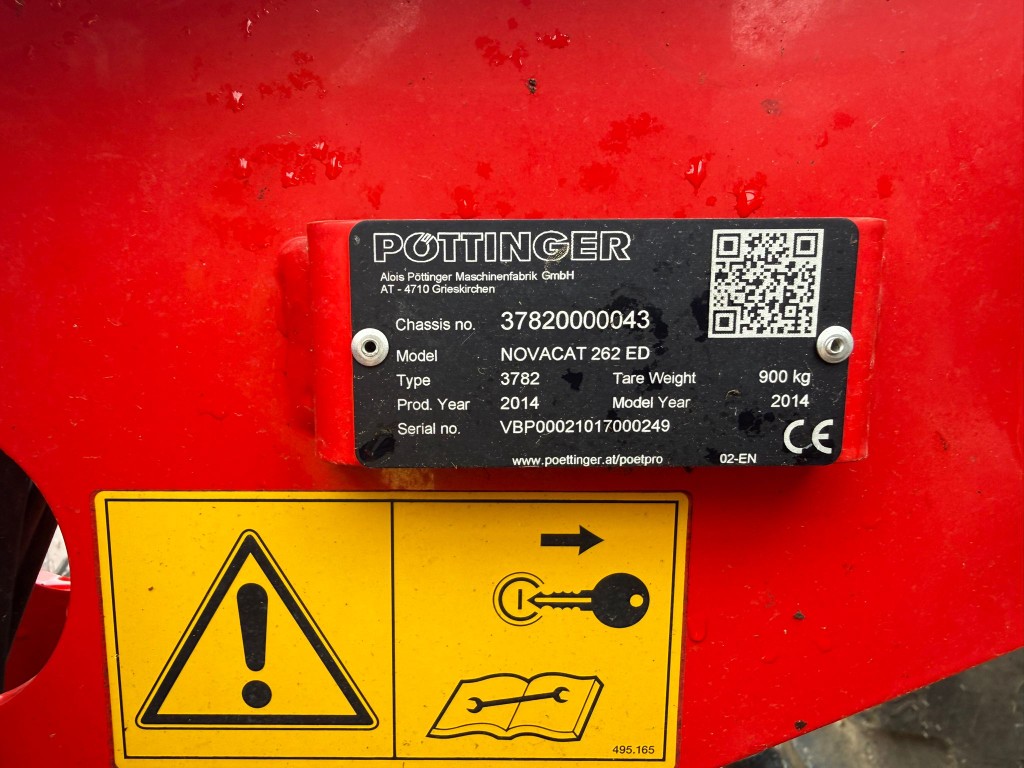 PÖTTINGER
Alois Pöttinger Maschinenfabrik GmbH
AT - 4710 Grieskirchen
Chassis no. 37820000043
Model NOVACAT 262 ED
Type 3782 Tare Weight 900 kg
Prod. Year 2014 Model Year 2014
Serial no. VBP00021017000249
CE
www.poettinger.at/poetpro 02-EN
495.165